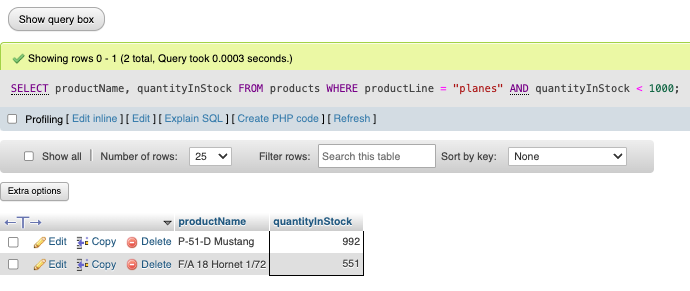 Show query box
Showing rows 0 - 1 (2 total, Query took 0.0003 seconds.)
SELECT productName, quantityInStock FROM products WHERE productLine = "planes" AND quantityInStock < 1000;
Profiling [ Edit inline ] [ Edit ] [ Explain SQL ] [ Create PHP code ] [ Refresh ]
Show all | Number of rows: 25 Filter rows: Search this table Sort by key: None
Extra options
←T→ productName quantityInStock
Edit Copy Delete P-51-D Mustang 992
Edit Copy Delete F/A 18 Hornet 1/72 551